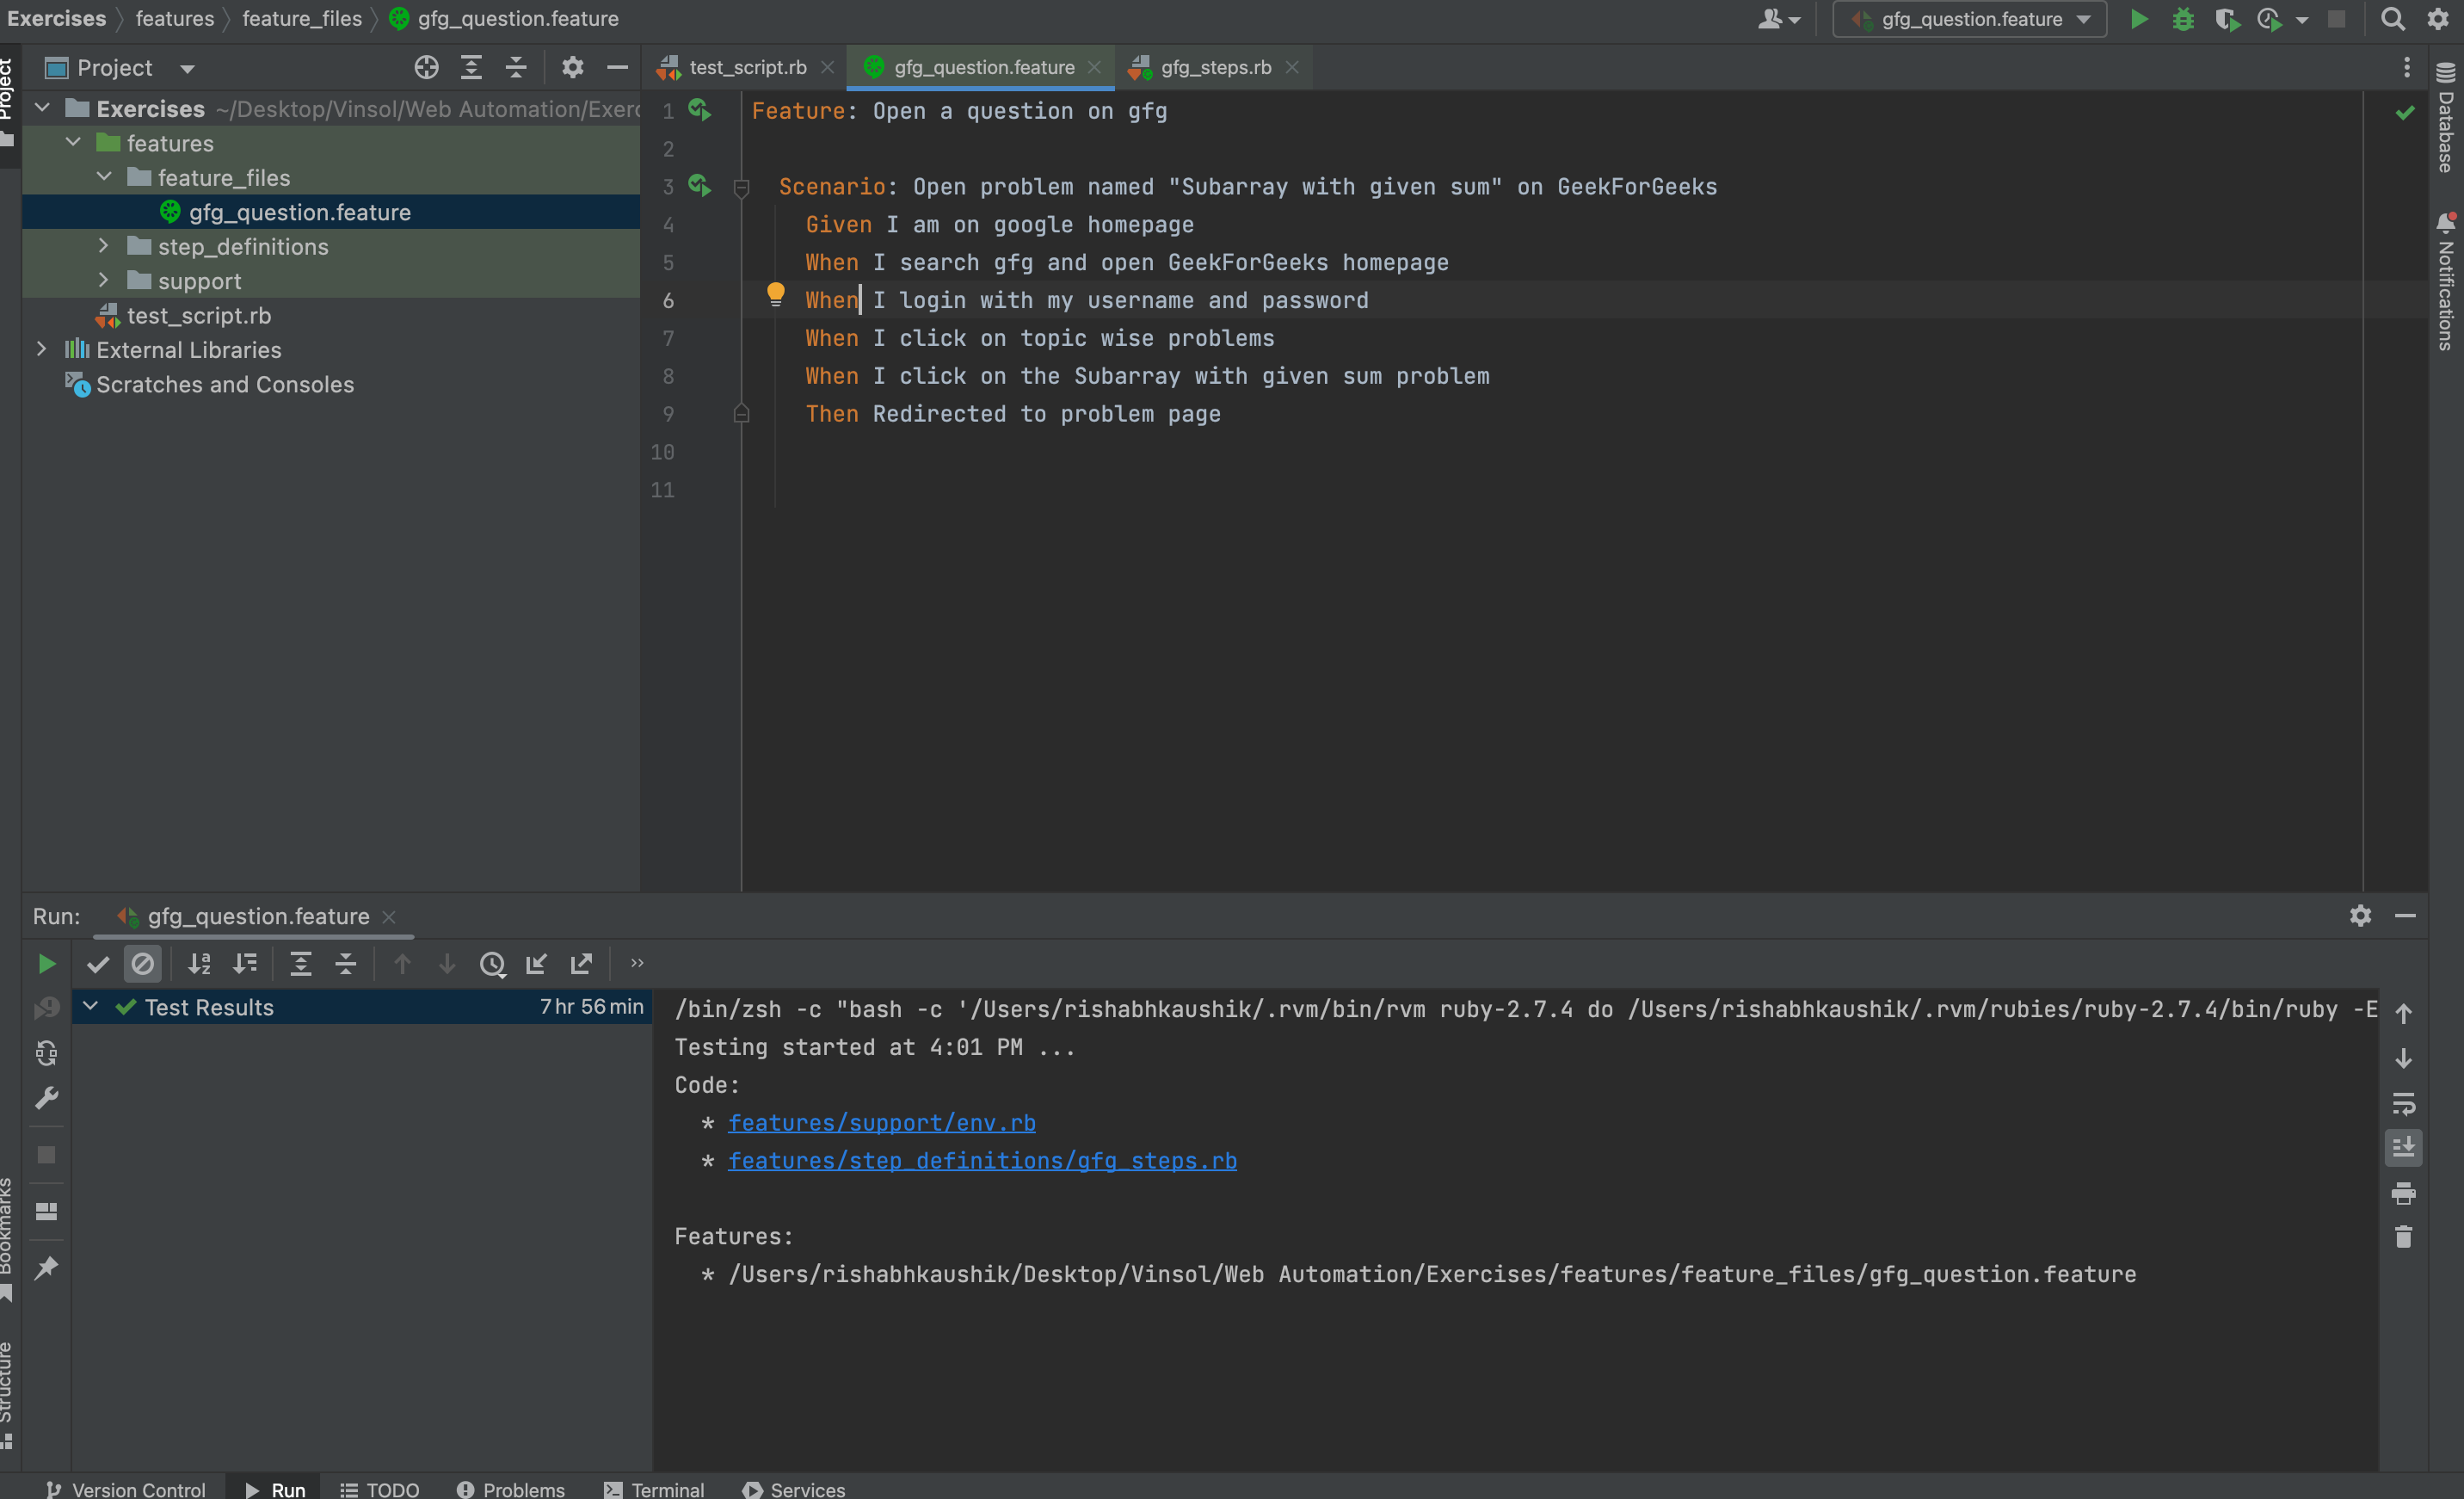 Exercises features feature_files gfg_question.feature gfg_question.feature
Project
Project
test_script.rb gfg_question.feature gfg_steps.rb
Exercises ~/Desktop/Vinsol/Web Automation/Exerc
features
feature_files
gfg_question.feature
step_definitions
support
test_script.rb
External Libraries
Scratches and Consoles
1 Feature: Open a question on gfg
2
3 Scenario: Open problem named "Subarray with given sum" on GeekForGeeks
4 Given I am on google homepage
5 When I search gfg and open GeekForGeeks homepage
6 When I login with my username and password
7 When I click on topic wise problems
8 When I click on the Subarray with given sum problem
9 Then Redirected to problem page
10
11
Database
Notifications
Run: gfg_question.feature
Test Results 7 hr 56 min
/bin/zsh -c "bash -c '/Users/rishabhkaushik/.rvm/bin/rvm ruby-2.7.4 do /Users/rishabhkaushik/.rvm/rubies/ruby-2.7.4/bin/ruby -E
Testing started at 4:01 PM ...
Code:
* features/support/env.rb
* features/step_definitions/gfg_steps.rb
Features:
* /Users/rishabhkaushik/Desktop/Vinsol/Web Automation/Exercises/features/feature_files/gfg_question.feature
Bookmarks
Structure
Version Control Run TODO Problems Terminal Services